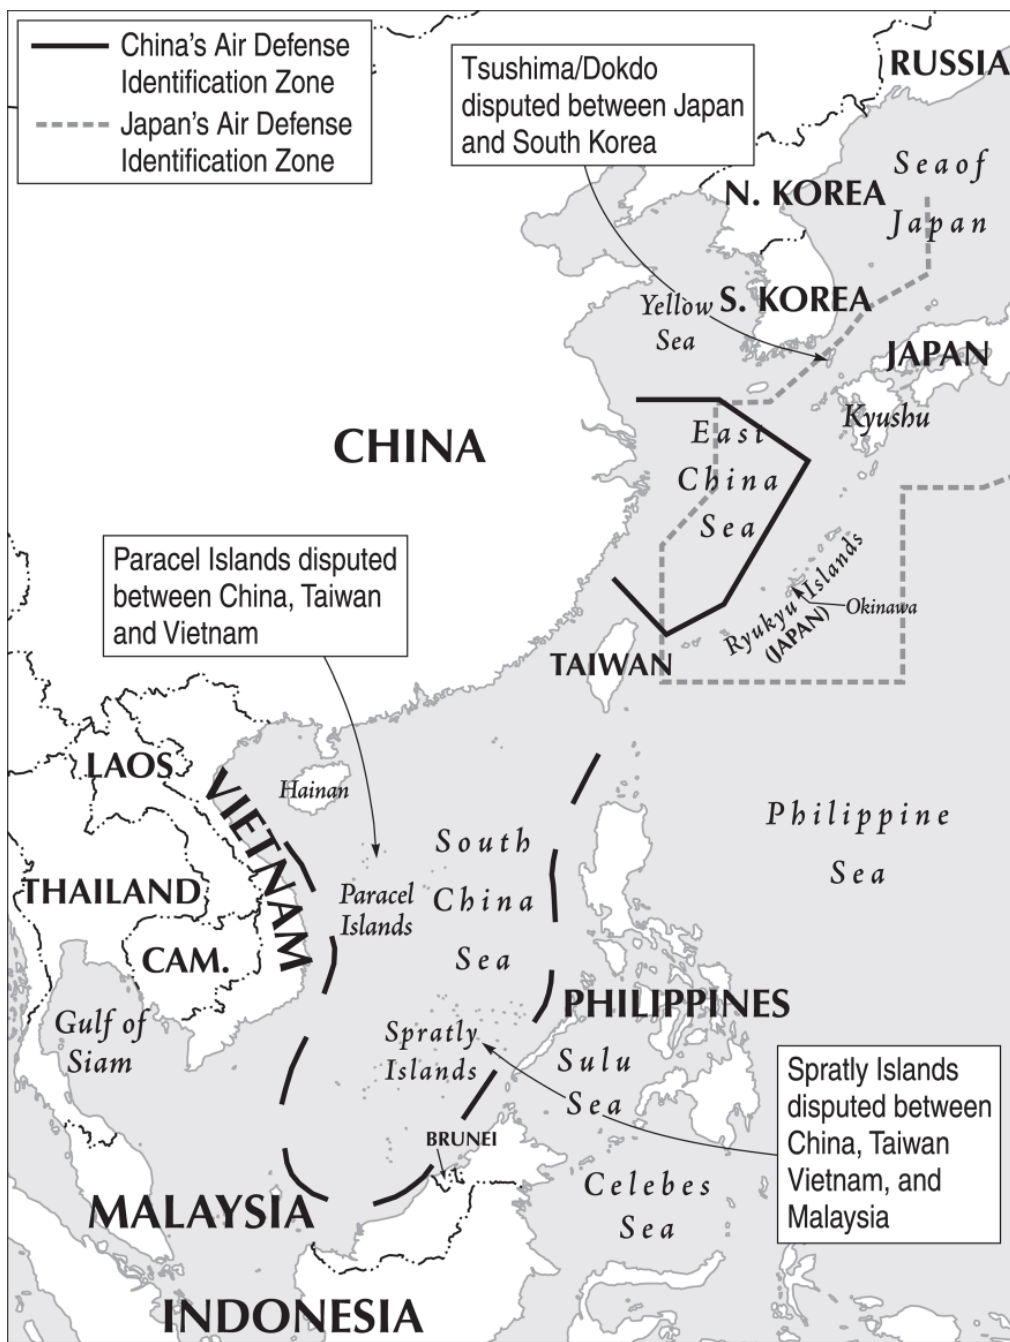 China's Air Defense
Identification Zone
Japan's Air Defense
Identification Zone
Tsushima/Dokdo
disputed between Japan
and South Korea
RUSSIA
Sea of
Japan
N. KOREA
S. KOREA
Yellow
Sea
JAPAN
Kyushu
CHINA
East
China
Sea
Paracel Islands disputed
between China, Taiwan
and Vietnam
Ryukyu Islands
(JAPAN)
Okinawa
TAIWAN
LAOS
Hainan
VIETNAM
South
China
Sea
Philippine
Sea
THAILAND
Paracel
Islands
CAM.
Gulf of
Siam
PHILIPPINES
Spratly
Islands
Sulu
Sea
Spratly Islands
disputed between
China, Taiwan
Vietnam, and
Malaysia
BRUNEI
Celebes
Sea
MALAYSIA
INDONESIA